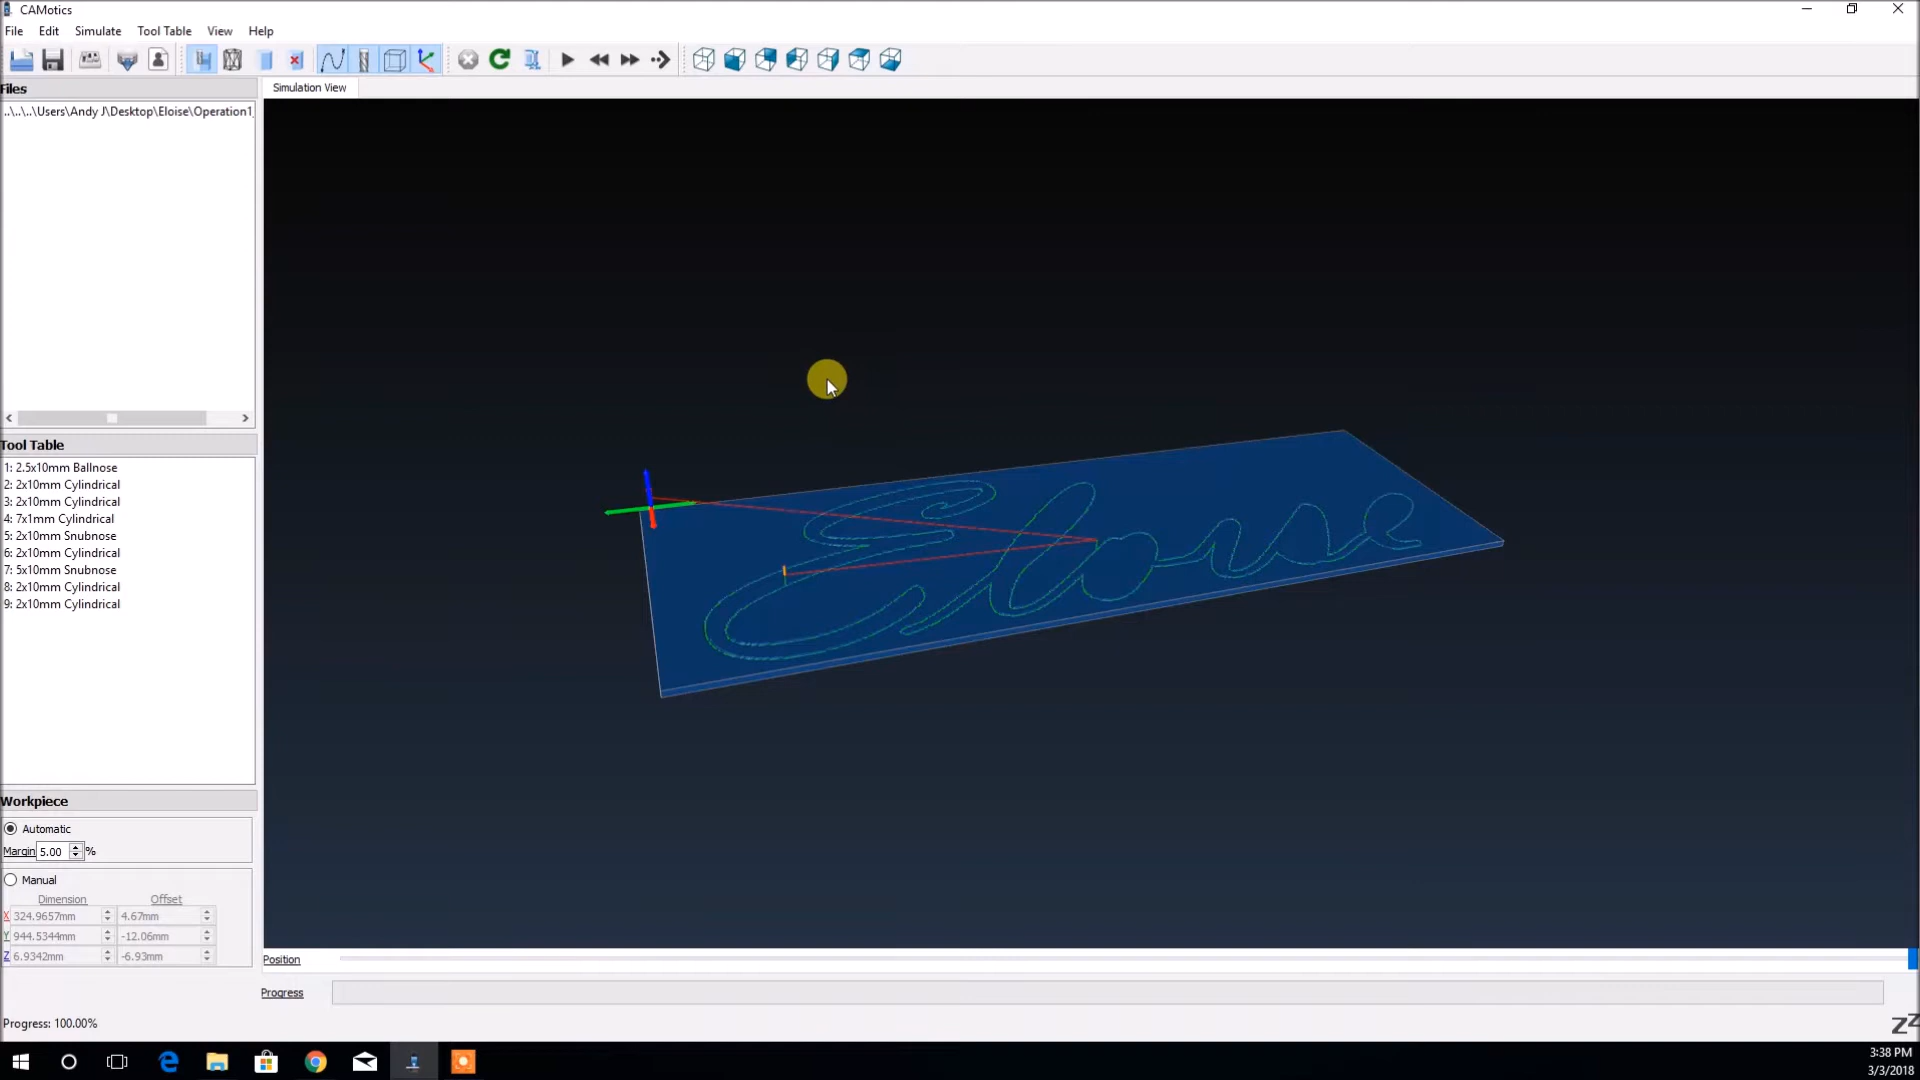 CAMotics
File Edit Simulate Tool Table View Help
Files
Simulation View
..\..\..\Users\Andy J\Desktop\Eloise\Operation1_
Tool Table
1: 2.5x10mm Ballnose
2: 2x10mm Cylindrical
3: 2x10mm Cylindrical
4: 7x1mm Cylindrical
5: 2x10mm Snubnose
6: 2x10mm Cylindrical
7: 5x10mm Snubnose
8: 2x10mm Cylindrical
9: 2x10mm Cylindrical
Eloise
Workpiece
Automatic
Margin 5.00 %
Manual
Dimension Offset
X 324.9657mm 4.67mm
Y 944.5344mm -12.06mm
Z 6.9342mm -6.93mm
Position
Progress
Progress: 100.00%
zZ
3:38 PM
3/3/2018